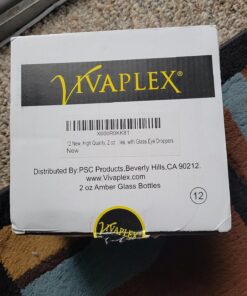 VIVAPLEX®
12 New, High Quality, 2 oz
with Glass Eye Droppers
New
Distributed By:PSC Products,Beverly Hills,CA 90212.
www.Vivaplex.com
2 oz Amber Glass Bottles
12
VIVAPLEX